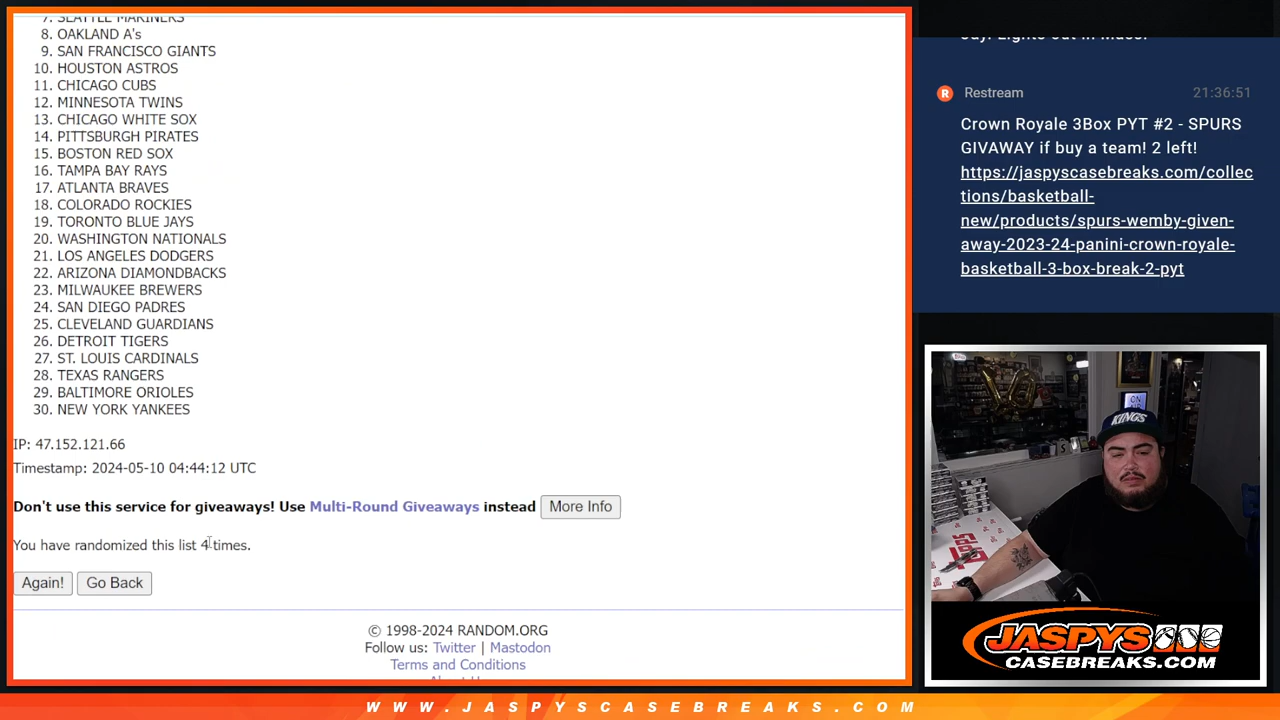 7. SEATTLE MARINERS
8. OAKLAND A's
9. SAN FRANCISCO GIANTS
10. HOUSTON ASTROS
11. CHICAGO CUBS
12. MINNESOTA TWINS
13. CHICAGO WHITE SOX
14. PITTSBURGH PIRATES
15. BOSTON RED SOX
16. TAMPA BAY RAYS
17. ATLANTA BRAVES
18. COLORADO ROCKIES
19. TORONTO BLUE JAYS
20. WASHINGTON NATIONALS
21. LOS ANGELES DODGERS
22. ARIZONA DIAMONDBACKS
23. MILWAUKEE BREWERS
24. SAN DIEGO PADRES
25. CLEVELAND GUARDIANS
26. DETROIT TIGERS
27. ST. LOUIS CARDINALS
28. TEXAS RANGERS
29. BALTIMORE ORIOLES
30. NEW YORK YANKEES
IP: 47.152.121.66
Timestamp: 2024-05-10 04:44:12 UTC
Don't use this service for giveaways! Use Multi-Round Giveaways instead More Info
You have randomized this list 4 times.
Again! Go Back
© 1998-2024 RANDOM.ORG
Follow us: Twitter | Mastodon
Terms and Conditions
R Restream 21:36:51
Crown Royale 3Box PYT #2 - SPURS
GIVAWAY if buy a team! 2 left!
https://jaspyscasebreaks.com/collec
tions/basketball-
new/products/spurs-wemby-given-
away-2023-24-panini-crown-royale-
basketball-3-box-break-2-pyt
KINGS
JASPYS
CASEBREAKS.COM
WWW.JASPYSCASEBREAKS.COM